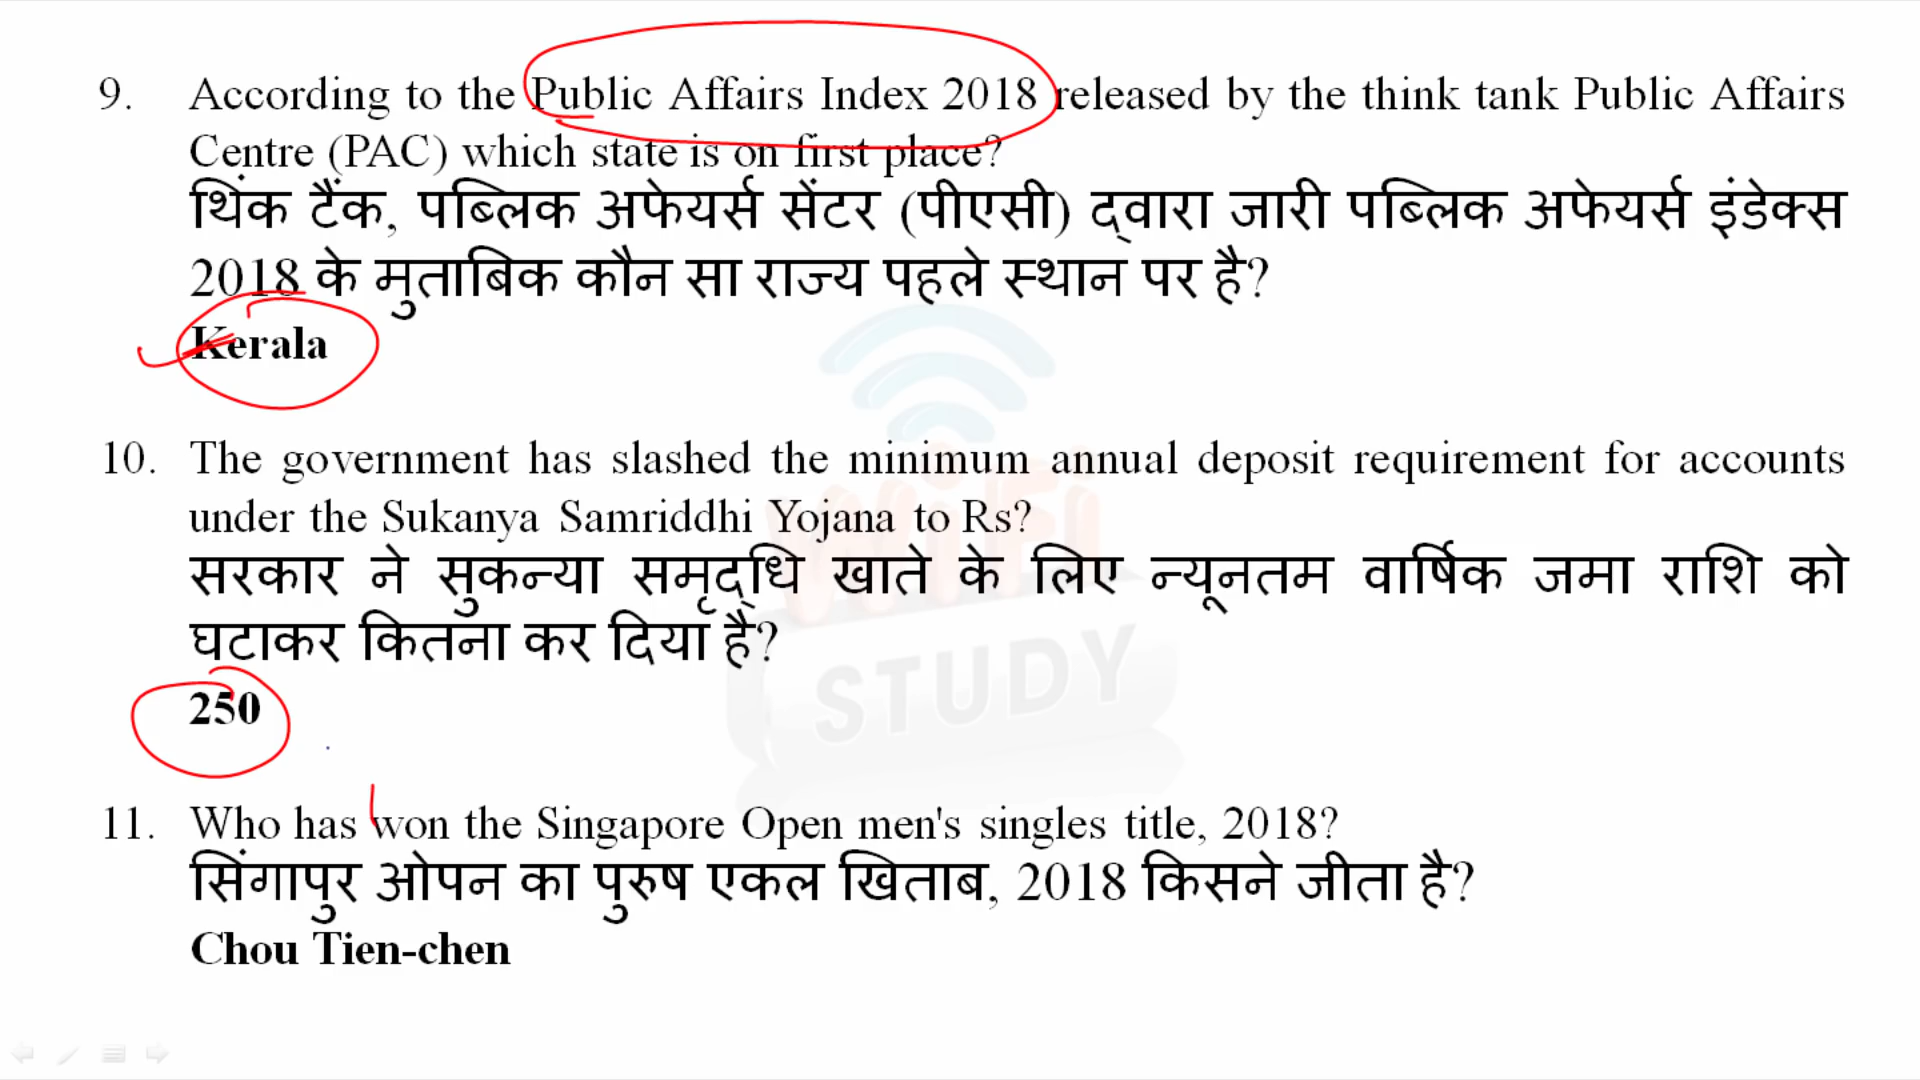 9. According to the Public Affairs Index 2018 released by the think tank Public Affairs
Centre (PAC) which state is on first place?
थिंक टैंक, पब्लिक अफेयर्स सेंटर (पीएसी) द्वारा जारी पब्लिक अफेयर्स इंडेक्स
2018 के मुताबिक कौन सा राज्य पहले स्थान पर है?
Kerala
10. The government has slashed the minimum annual deposit requirement for accounts
under the Sukanya Samriddhi Yojana to Rs?
सरकार ने सुकन्या समृद्धि खाते के लिए न्यूनतम वार्षिक जमा राशि को
घटाकर कितना कर दिया है?
250
11. Who has won the Singapore Open men's singles title, 2018?
सिंगापुर ओपन का पुरुष एकल खिताब, 2018 किसने जीता है?
Chou Tien-chen
WiFi
STUDY